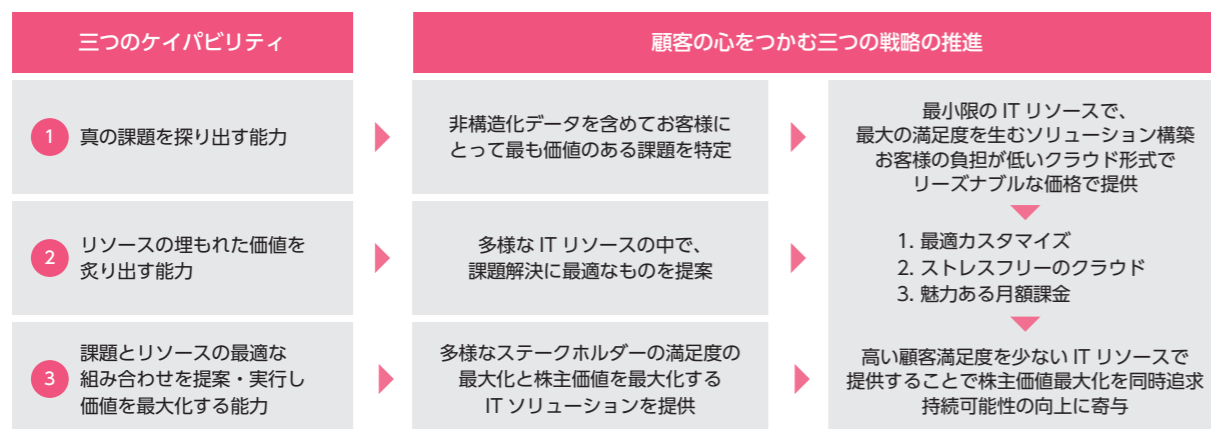 三つのケイパビリティ
顧客の心をつかむ三つの戦略の推進
1 真の課題を探り出す能力
非構造化データを含めてお客様に
とって最も価値のある課題を特定
2 リソースの埋もれた価値を
炙り出す能力
多様な IT リソースの中で、
課題解決に最適なものを提案
3 課題とリソースの最適な
組み合わせを提案・実行し
価値を最大化する能力
多様なステークホルダーの満足度の
最大化と株主価値を最大化する
IT ソリューションを提供
最小限の IT リソースで、
最大の満足度を生むソリューション構築
お客様の負担が低いクラウド形式で
リーズナブルな価格で提供
1. 最適カスタマイズ
2. ストレスフリーのクラウド
3. 魅力ある月額課金
高い顧客満足度を少ない IT リソースで
提供することで株主価値最大化を同時追求
持続可能性の向上に寄与